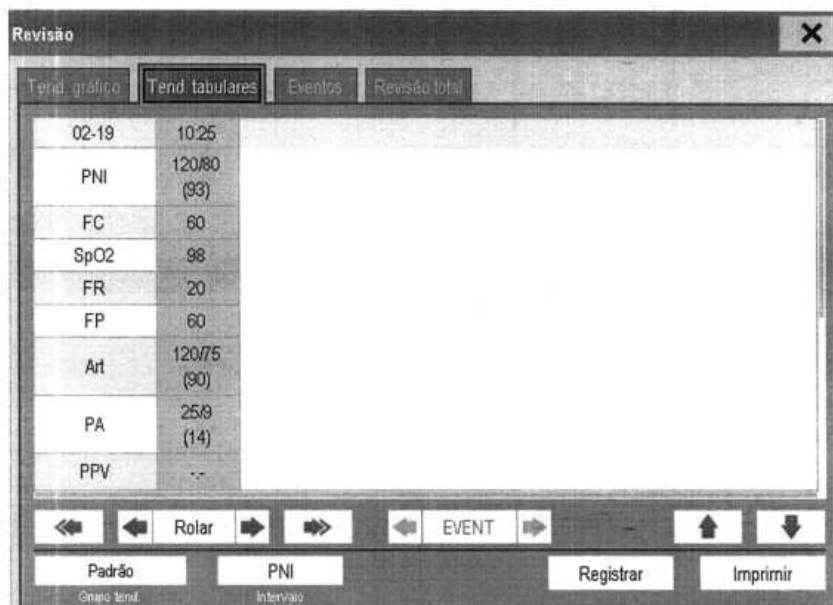 Revisão
Tend. gráfico Tend. tabulares Eventos Revisão total
02-19 10:25
PNI 120/80
(93)
FC 60
SpO2 98
FR 20
FP 60
Art 120/75
(90)
PA 25/9
(14)
PPV -.-
Rolar EVENT --
Padrão PNI Registrar Imprimir
Grupo tend. Intervalo